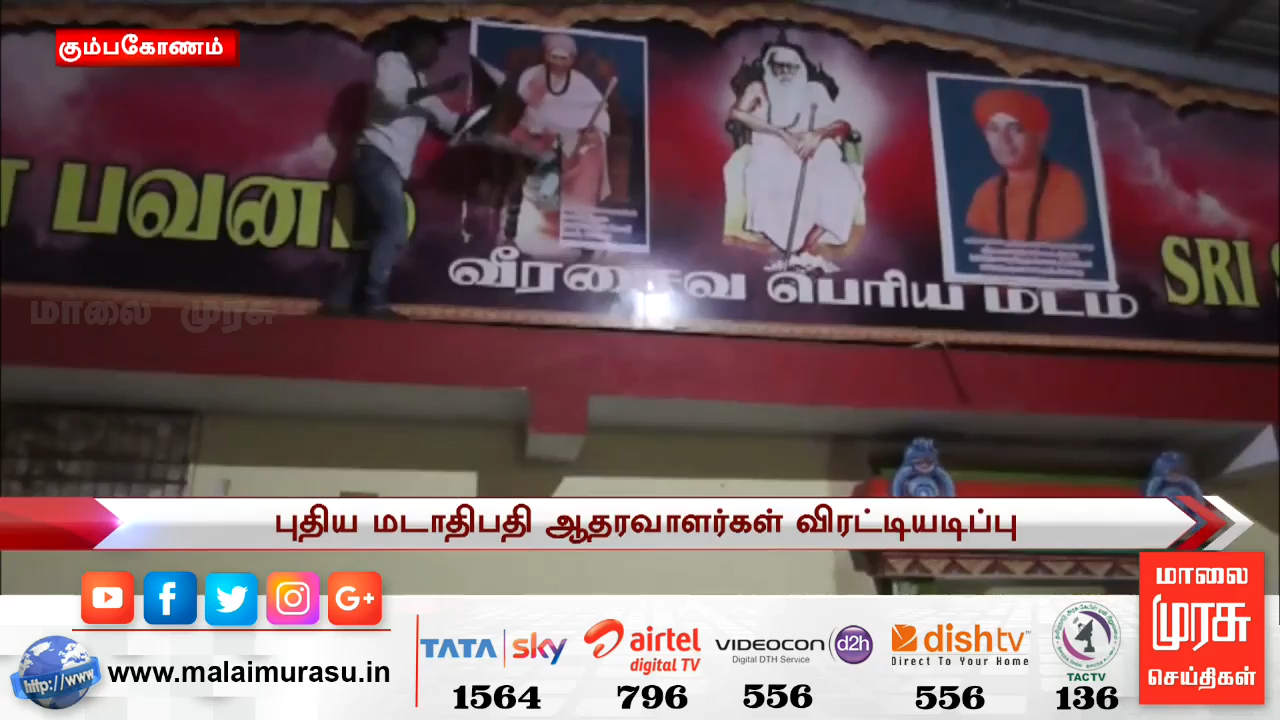 கும்பகோணம்
பவனம்
வீரசைவ பெரிய மடம்
SRI
மாலை முரசு
புதிய மடாதிபதி ஆதரவாளர்கள் விரட்டியடிப்பு
மாலை
முரசு
செய்திகள்
http://www
www.malaimurasu.in
TATA sky
1564
airtel
digital TV
796
VIDEOCON d2h
Digital DTH Service
556
dishtv
Direct To Your Home
556
TACTV
136